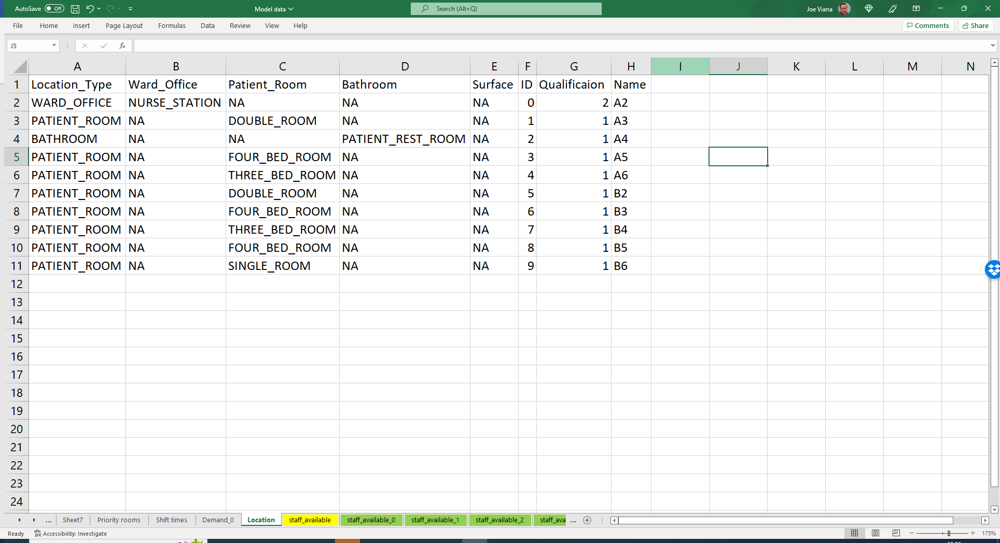 AutoSave Off Model data Search (Alt+Q) Joe Viana
File Home Insert Page Layout Formulas Data Review View Help Comments Share
J5 fx
A B C D E F G H I J K L M N
1 Location_Type Ward_Office Patient_Room Bathroom Surface ID Qualificaion Name
2 WARD_OFFICE NURSE_STATION NA NA NA 0 2 A2
3 PATIENT_ROOM NA DOUBLE_ROOM NA NA 1 1 A3
4 BATHROOM NA NA PATIENT_REST_ROOM NA 2 1 A4
5 PATIENT_ROOM NA FOUR_BED_ROOM NA NA 3 1 A5
6 PATIENT_ROOM NA THREE_BED_ROOM NA NA 4 1 A6
7 PATIENT_ROOM NA DOUBLE_ROOM NA NA 5 1 B2
8 PATIENT_ROOM NA FOUR_BED_ROOM NA NA 6 1 B3
9 PATIENT_ROOM NA THREE_BED_ROOM NA NA 7 1 B4
10 PATIENT_ROOM NA FOUR_BED_ROOM NA NA 8 1 B5
11 PATIENT_ROOM NA SINGLE_ROOM NA NA 9 1 B6
12
13
14
15
16
17
18
19
20
21
22
23
24
... Sheet7 Priority rooms Shift times Demand_0 Location staff_available staff_available_0 staff_available_1 staff_available_2 staff_ava ...
Ready Accessibility: Investigate 175%